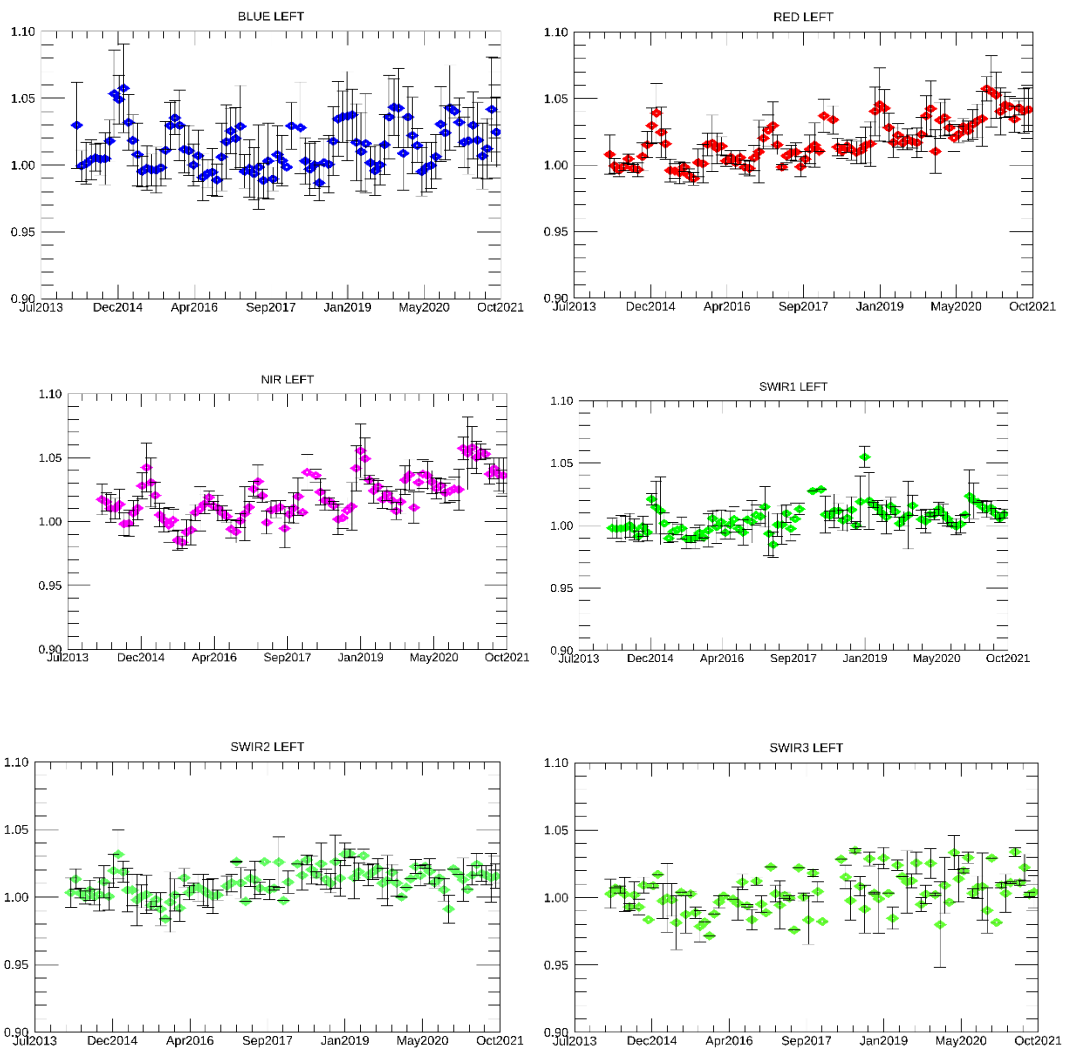 BLUE LEFT
1.10
1.05
1.00
0.95
0.90
Jul2013 Dec2014 Apr2016 Sep2017 Jan2019 May2020 Oct2021
RED LEFT
1.10
1.05
1.00
0.95
0.90
Jul2013 Dec2014 Apr2016 Sep2017 Jan2019 May2020 Oct2021
NIR LEFT
1.10
1.05
1.00
0.95
0.90
Jul2013 Dec2014 Apr2016 Sep2017 Jan2019 May2020 Oct2021
SWIR1 LEFT
1.10
1.05
1.00
0.95
0.90
Jul2013 Dec2014 Apr2016 Sep2017 Jan2019 May2020 Oct2021
SWIR2 LEFT
1.10
1.05
1.00
0.95
0.90
Jul2013 Dec2014 Apr2016 Sep2017 Jan2019 May2020 Oct2021
SWIR3 LEFT
1.10
1.05
1.00
0.95
0.90
Jul2013 Dec2014 Apr2016 Sep2017 Jan2019 May2020 Oct2021